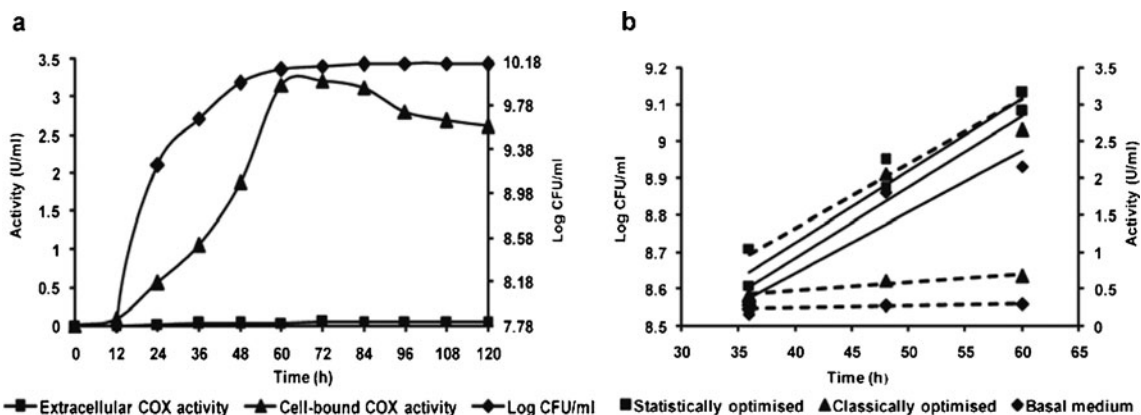 a
Activity (U/ml)
3.5
3
2.5
2
1.5
1
0.5
0
10.18
9.78
9.38
8.98
8.58
8.18
7.78
Log CFU/ml
0 12 24 36 48 60 72 84 96 108 120
Time (h)
Extracellular COX activity Cell-bound COX activity Log CFU/ml
b
Log CFU/ml
9.2
9.1
9
8.9
8.8
8.7
8.6
8.5
3.5
3
2.5
2
1.5
1
0.5
0
Activity (U/ml)
30 35 40 45 50 55 60 65
Time (h)
Statistically optimised Classically optimised Basal medium